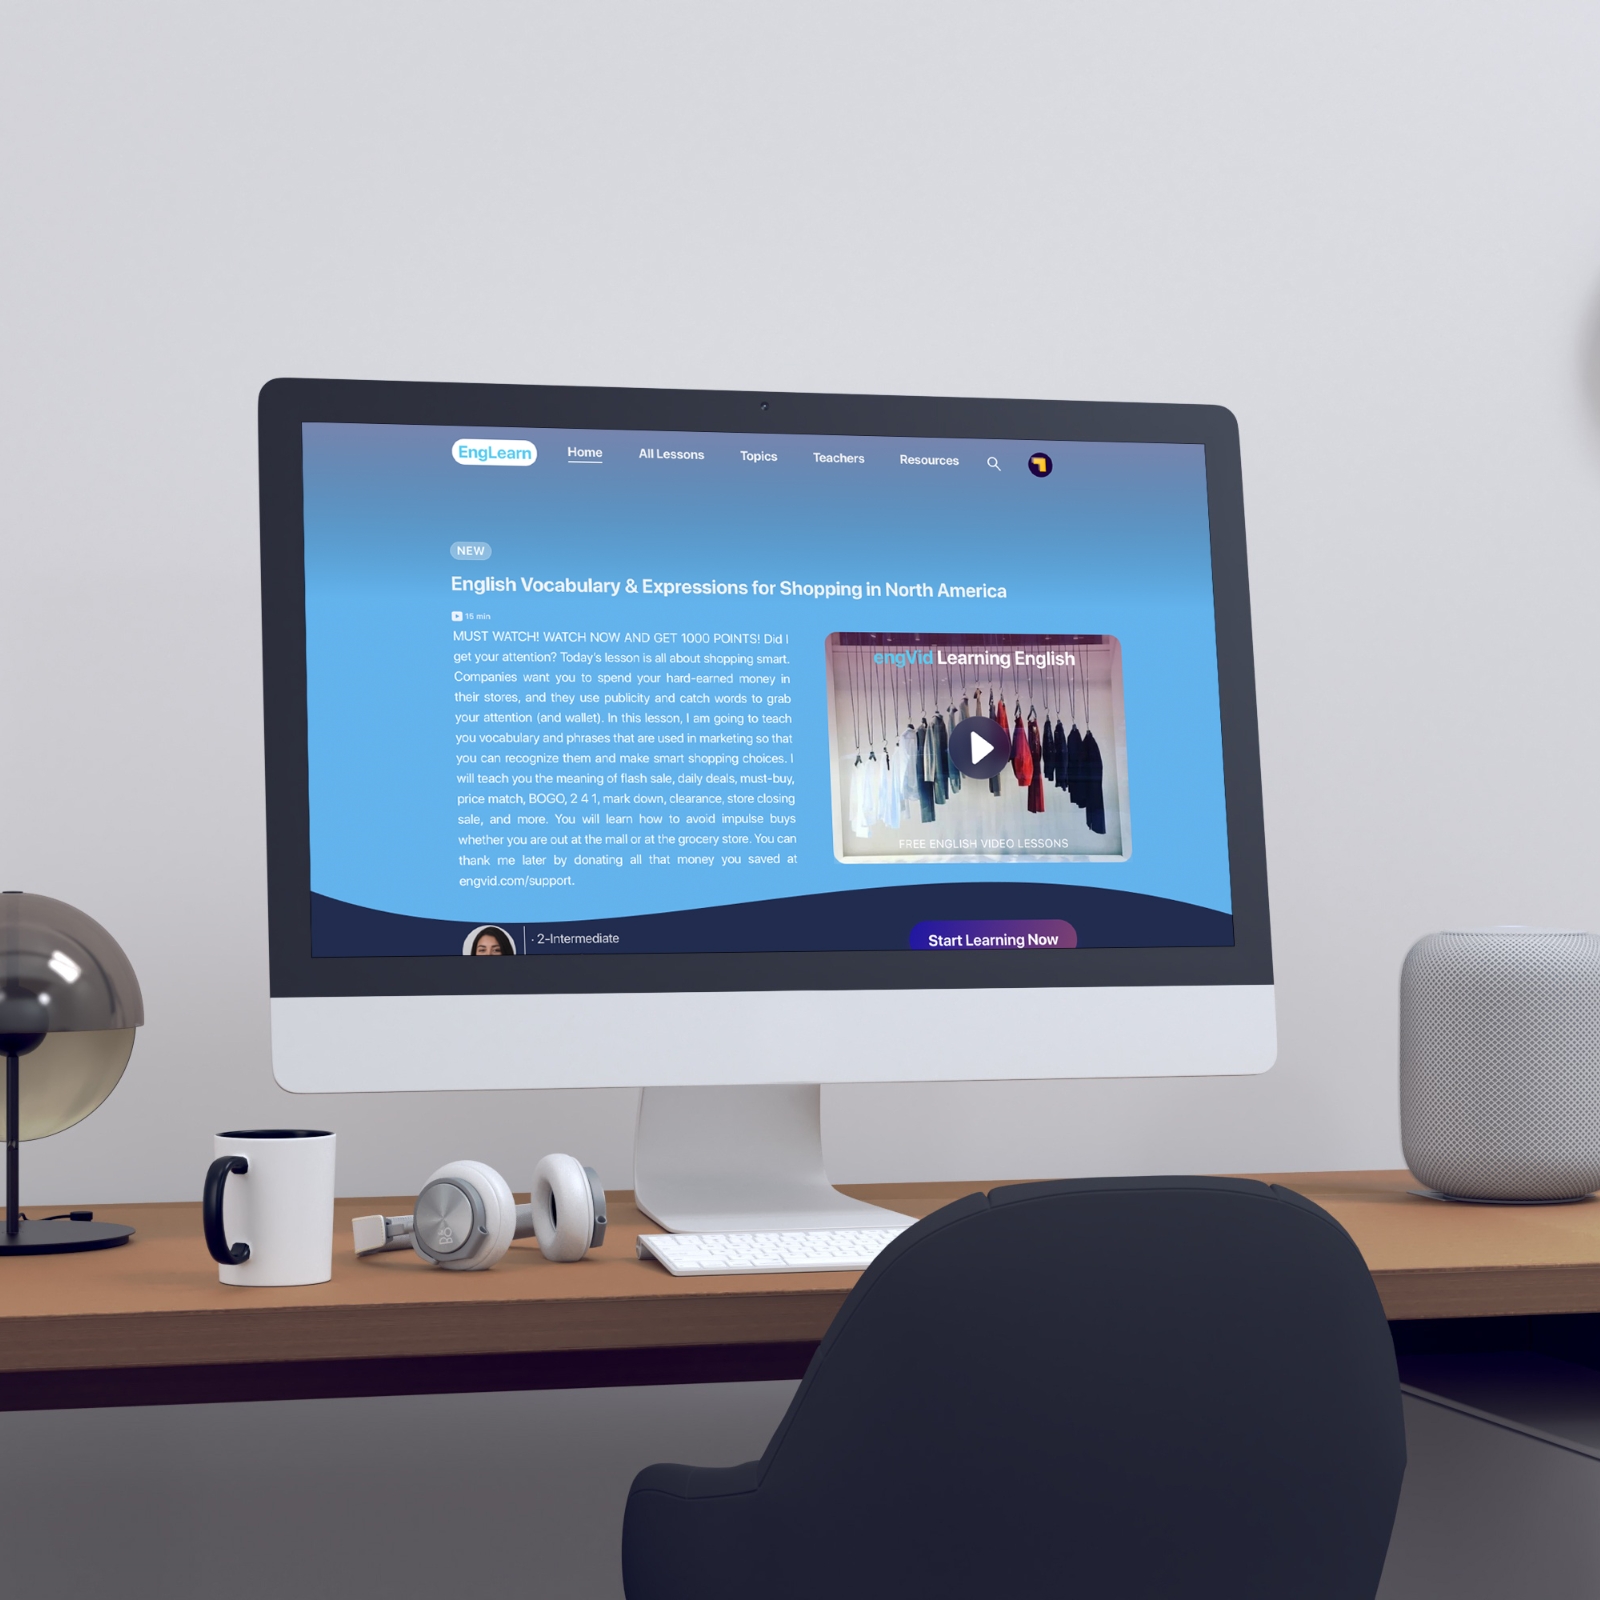 EngLearn Home All Lessons Topics Teachers Resources
NEW
English Vocabulary & Expressions for Shopping in North America
15 min
MUST WATCH! WATCH NOW AND GET 1000 POINTS! Did I
get your attention? Today's lesson is all about shopping smart.
Companies want you to spend your hard-earned money in
their stores, and they use publicity and catch words to grab
your attention (and wallet). In this lesson, I am going to teach
you vocabulary and phrases that are used in marketing so that
you can recognize them and make smart shopping choices. I
will teach you the meaning of flash sale, daily deals, must-buy,
price match, BOGO, 2 4 1, mark down, clearance, store closing
sale, and more. You will learn how to avoid impulse buys
whether you are out at the mall or at the grocery store. You can
thank me later by donating all that money you saved at
engvid.com/support.
engVid Learning English
FREE ENGLISH VIDEO LESSONS
· 2-Intermediate
Start Learning Now